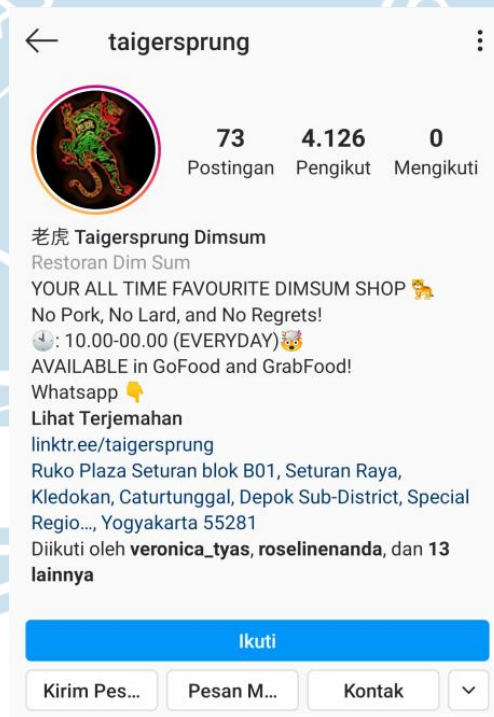 taigersprung
73 4.126 0
Postingan Pengikut Mengikuti
老虎 Taigersprung Dimsum
Restoran Dim Sum
YOUR ALL TIME FAVOURITE DIMSUM SHOP 🐅
No Pork, No Lard, and No Regrets!
🕙: 10.00-00.00 (EVERYDAY)🤯
AVAILABLE in GoFood and GrabFood!
Whatsapp 👇
Lihat Terjemahan
linktr.ee/taigersprung
Ruko Plaza Seturan blok B01, Seturan Raya,
Kledokan, Caturtunggal, Depok Sub-District, Special
Regio..., Yogyakarta 55281
Diikuti oleh veronica_tyas, roselinenanda, dan 13
lainnya
Ikuti
Kirim Pes... Pesan M... Kontak